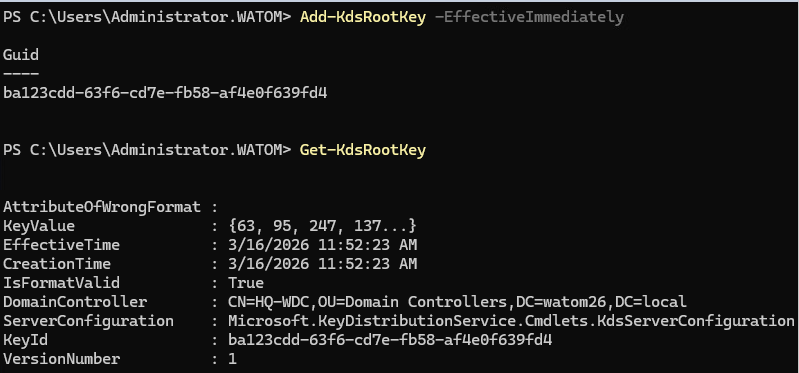 PS C:\Users\Administrator.WATOM> Add-KdsRootKey -EffectiveImmediately
Guid
----
ba123cdd-63f6-cd7e-fb58-af4e0f639fd4
PS C:\Users\Administrator.WATOM> Get-KdsRootKey
AttributeOfWrongFormat :
KeyValue : {63, 95, 247, 137...}
EffectiveTime : 3/16/2026 11:52:23 AM
CreationTime : 3/16/2026 11:52:23 AM
IsFormatValid : True
DomainController : CN=HQ-WDC,OU=Domain Controllers,DC=watom26,DC=local
ServerConfiguration : Microsoft.KeyDistributionService.Cmdlets.KdsServerConfiguration
KeyId : ba123cdd-63f6-cd7e-fb58-af4e0f639fd4
VersionNumber : 1